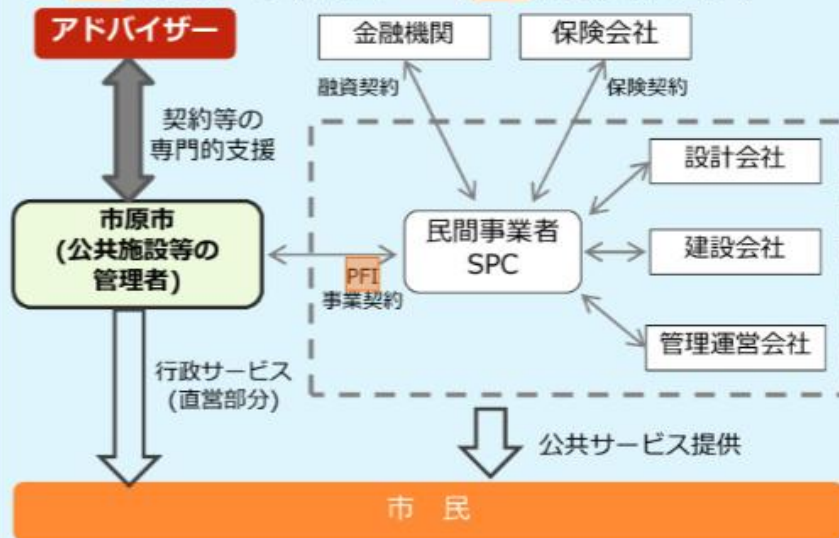 アドバイザー
金融機関
保険会社
融資契約
保険契約
契約等の
専門的支援
設計会社
市原市
(公共施設等の
管理者)
民間事業者
SPC
建設会社
PFI
事業契約
管理運営会社
行政サービス
(直営部分)
公共サービス提供
市 民